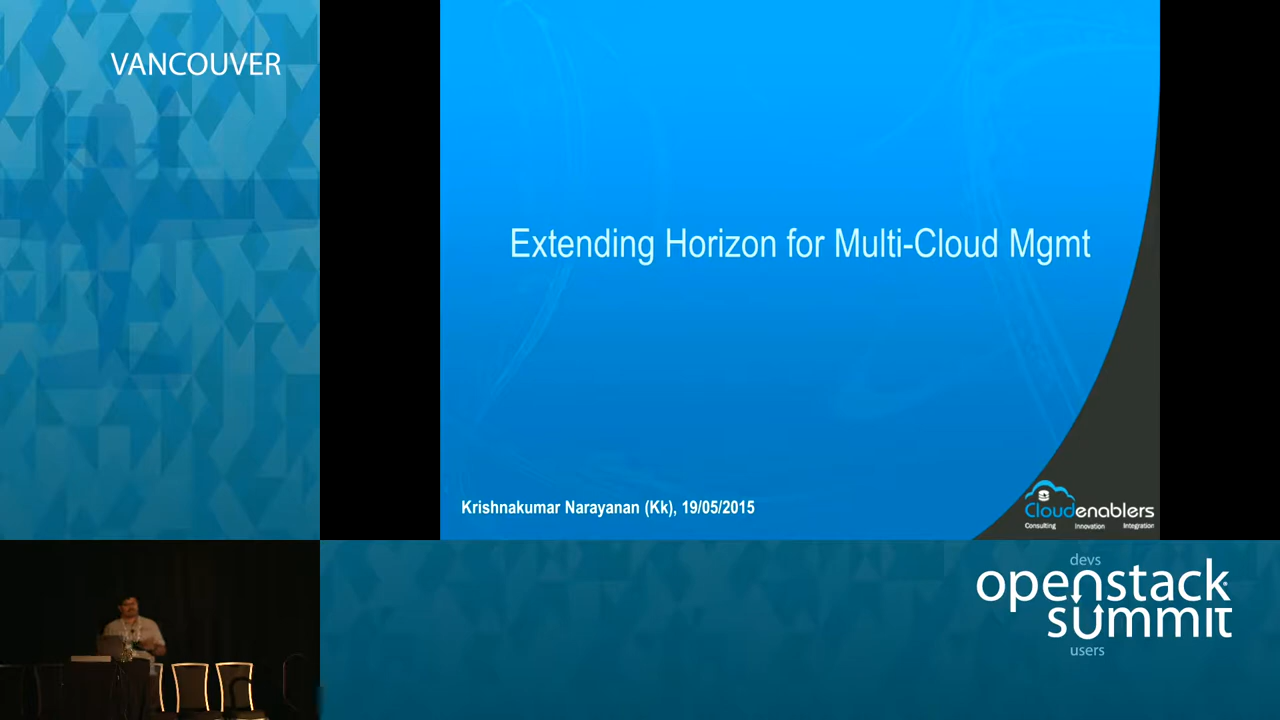 VANCOUVER
Extending Horizon for Multi-Cloud Mgmt
Krishnakumar Narayanan (Kk), 19/05/2015
Cloudenablers
Consulting Innovation Integration
devs
openstack
summit
users